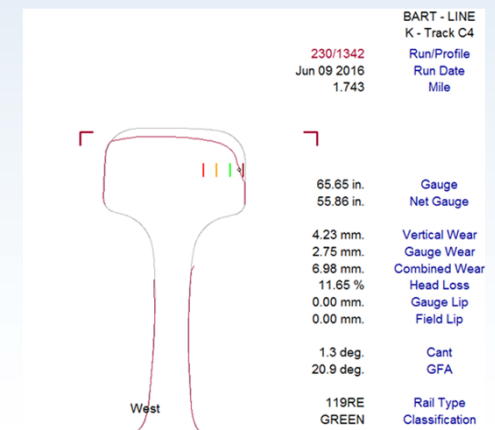 BART - LINE
K - Track C4
230/1342 Run/Profile
Jun 09 2016 Run Date
1.743 Mile
65.65 in. Gauge
55.86 in. Net Gauge
4.23 mm. Vertical Wear
2.75 mm. Gauge Wear
6.98 mm. Combined Wear
11.65 % Head Loss
0.00 mm. Gauge Lip
0.00 mm. Field Lip
1.3 deg. Cant
20.9 deg. GFA
119RE Rail Type
West
GREEN Classification